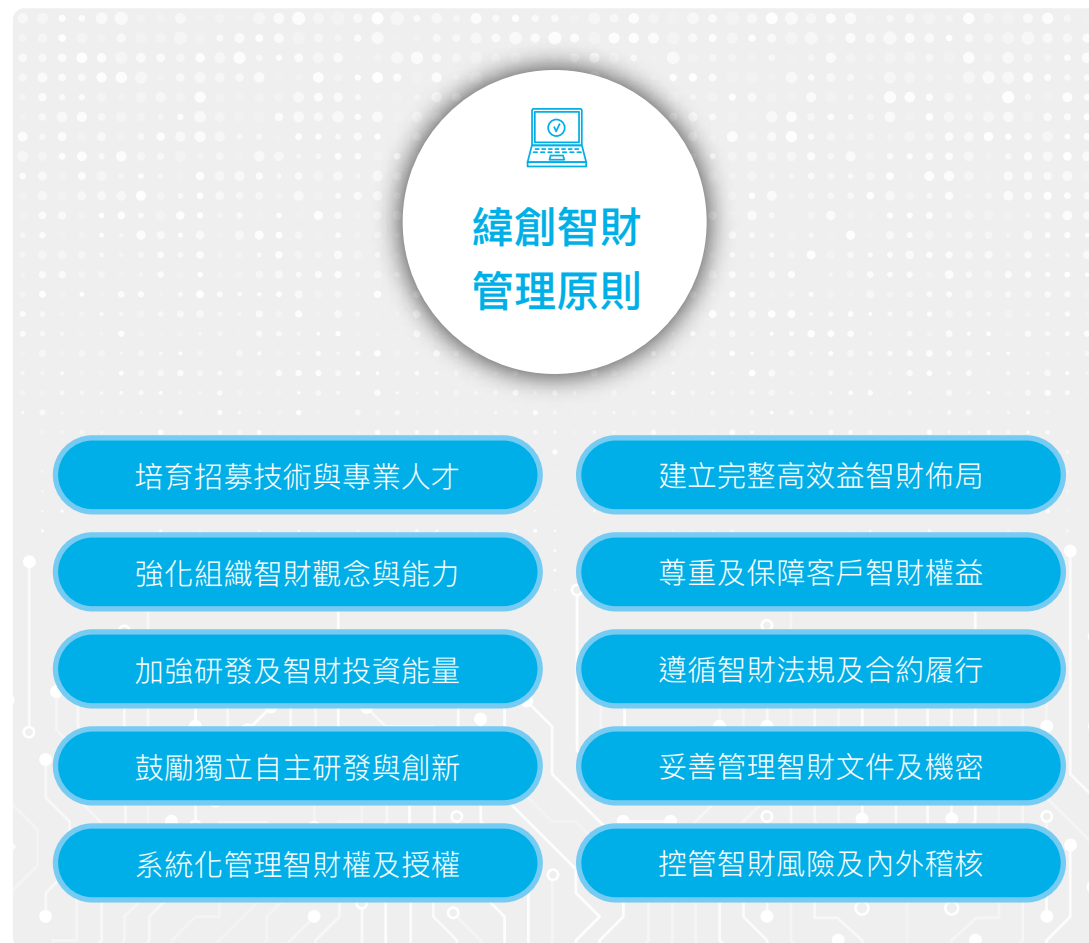 緯創智財
管理原則
培育招募技術與專業人才
強化組織智財觀念與能力
加強研發及智財投資能量
鼓勵獨立自主研發與創新
系統化管理智財權及授權
建立完整高效益智財佈局
尊重及保障客戶智財權益
遵循智財法規及合約履行
妥善管理智財文件及機密
控管智財風險及內外稽核